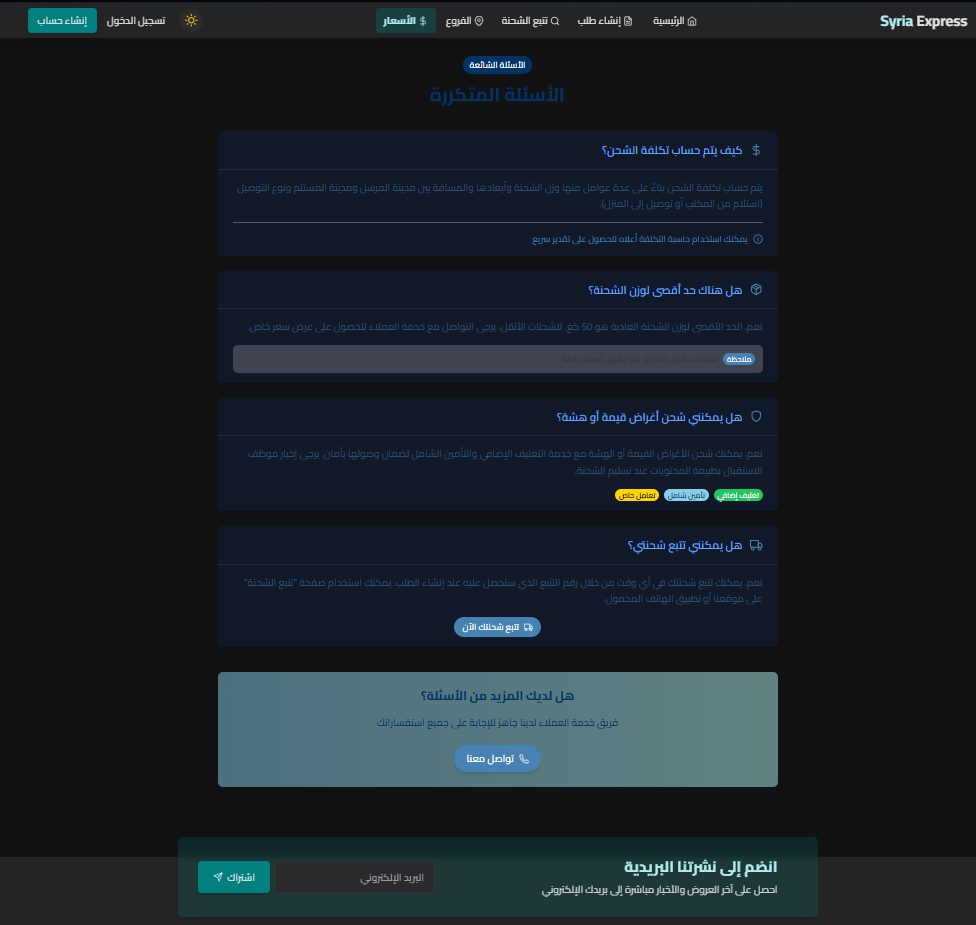 Syria Express
الرئيسية
إنشاء طلب
تتبع الشحنة
الفروع
الأسعار
تسجيل الدخول
إنشاء حساب
الأسئلة الشائعة
الأسئلة المتكررة
كيف يتم حساب تكلفة الشحن؟
يتم حساب تكلفة الشحن بناءً على عدة عوامل منها وزن الشحنة وأبعادها والمسافة بين مدينة المرسل ومدينة المستلم ونوع التوصيل
(استلام من المكتب أو توصيل إلى المنزل).
يمكنك استخدام حاسبة التكلفة أعلاه للحصول على تقدير سريع
هل هناك حد أقصى لوزن الشحنة؟
نعم، الحد الأقصى لوزن الشحنة العادية هو 50 كغ. للشحنات الأثقل، يرجى التواصل مع خدمة العملاء للحصول على عرض سعر خاص.
ملاحظة
هل يمكنني شحن أغراض قيمة أو هشة؟
نعم، يمكنك شحن الأغراض القيمة أو الهشة مع خدمة التغليف الإضافي والتأمين الشامل لضمان وصولها بأمان. يرجى إخبار موظف
الاستقبال بطبيعة المحتويات عند تسليم الشحنة.
تغليف إضافي
تأمين شامل
تعامل خاص
هل يمكنني تتبع شحنتي؟
نعم، يمكنك تتبع شحنتك في أي وقت من خلال رقم التتبع الذي ستحصل عليه عند إنشاء الطلب. يمكنك استخدام صفحة "تتبع الشحنة"
على موقعنا أو تطبيق الهاتف المحمول.
تتبع شحنتك الآن
هل لديك المزيد من الأسئلة؟
فريق خدمة العملاء لدينا جاهز للإجابة على جميع استفساراتك
تواصل معنا
انضم إلى نشرتنا البريدية
احصل على آخر العروض والأخبار مباشرة إلى بريدك الإلكتروني
البريد الإلكتروني
اشتراك